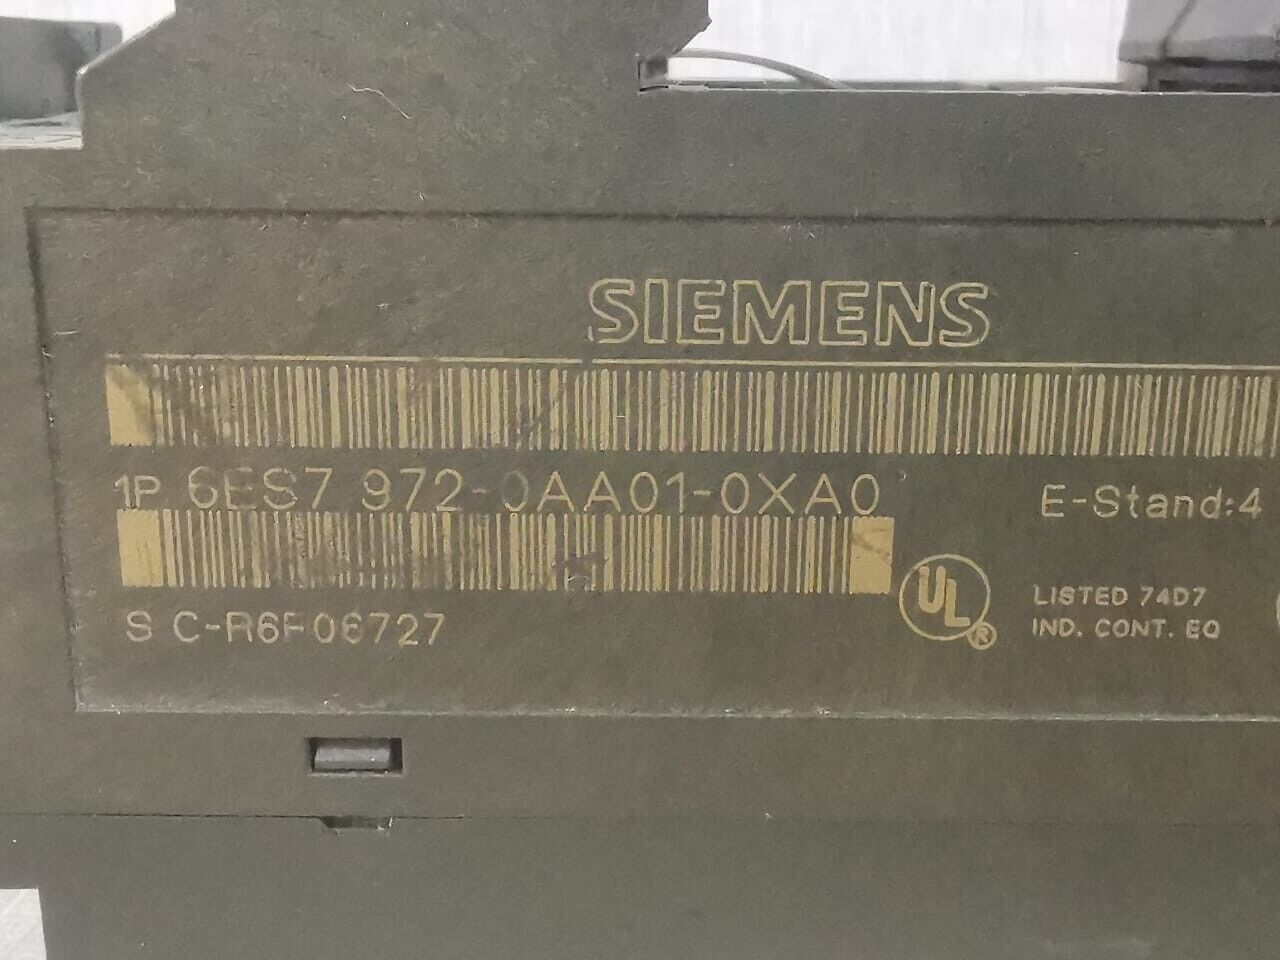 SIEMENS
1P 6ES7 972-0AA01-0XA0
E-Stand:4
S C-R6F06727
UL
®
LISTED 74D7
IND. CONT. EQ